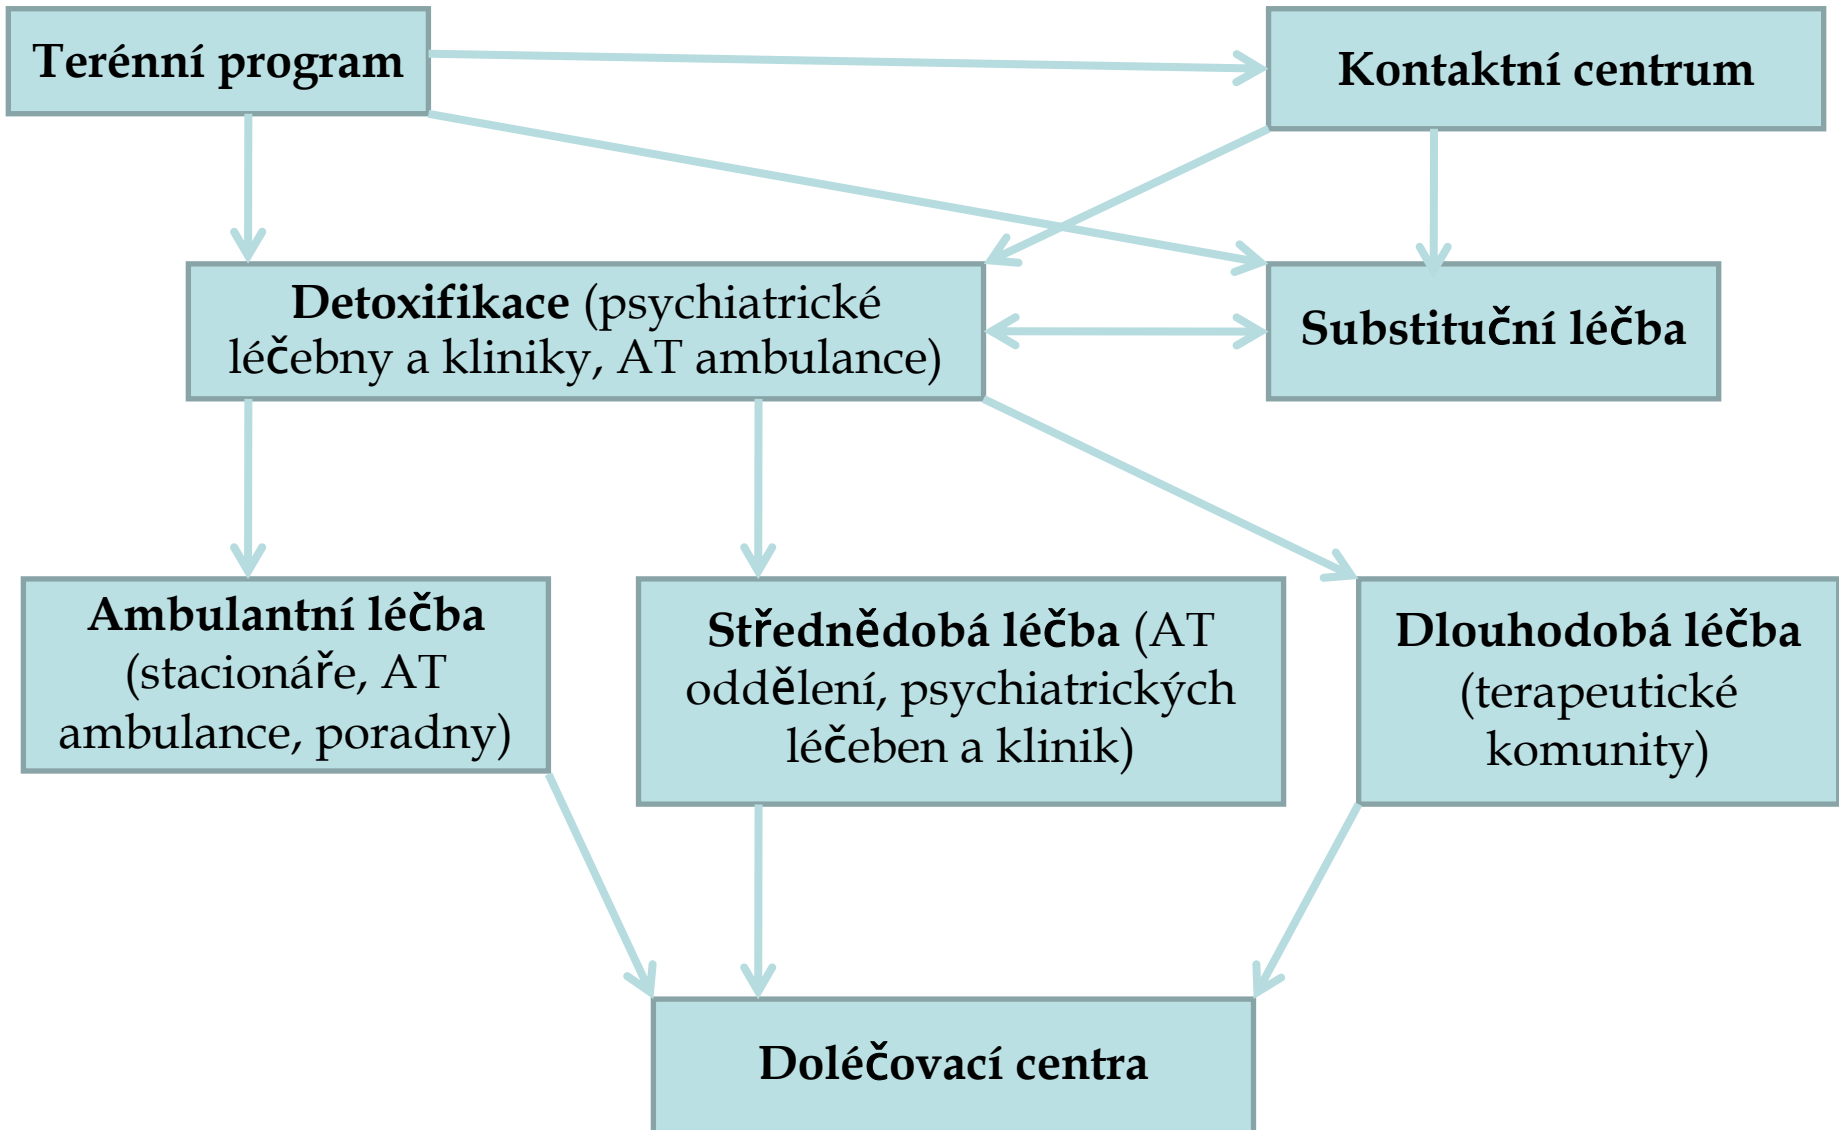 Terénní program
Kontaktní centrum
Detoxifikace (psychiatrické
léčebny a kliniky, AT ambulance)
Substituční léčba
Ambulantní léčba
(stacionáře, AT
ambulance, poradny)
Střednědobá léčba (AT
oddělení, psychiatrických
léčeben a klinik)
Dlouhodobá léčba
(terapeutické
komunity)
Doléčovací centra